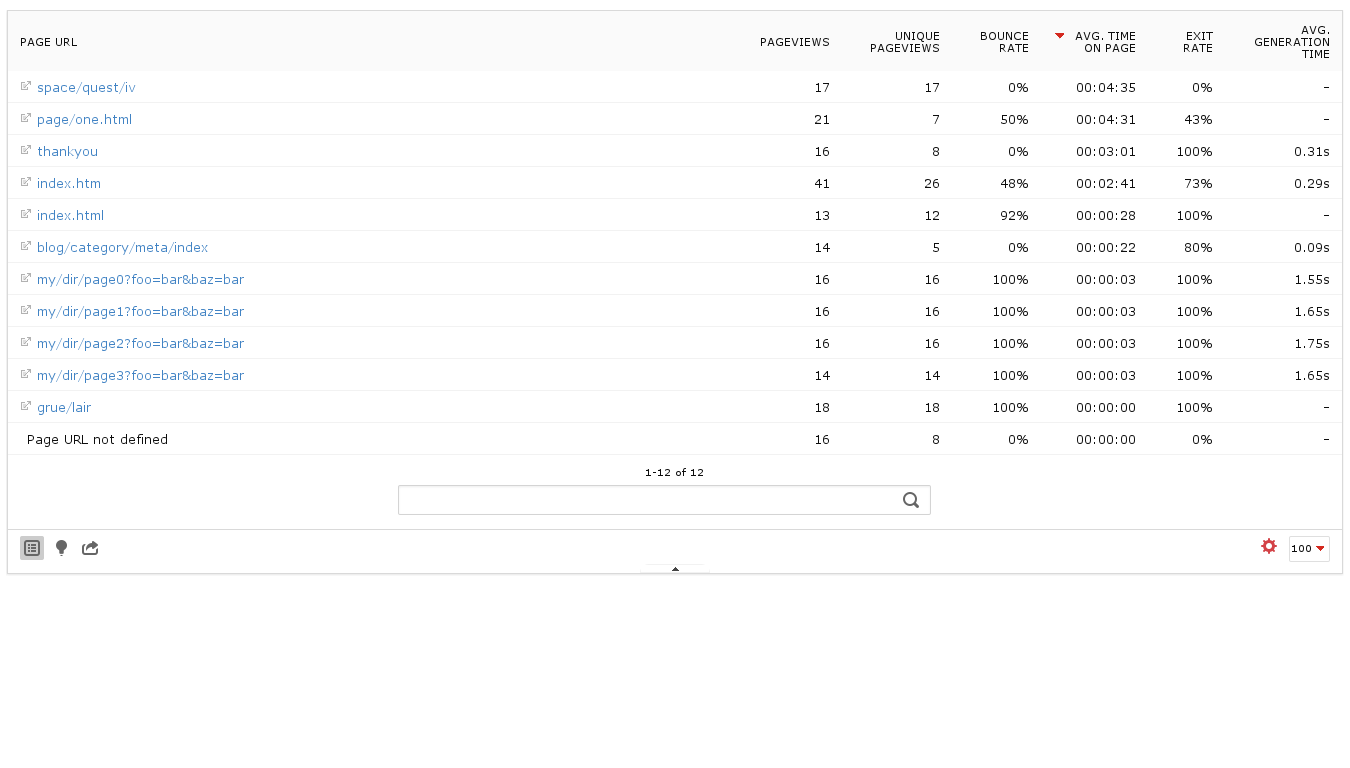 PAGE URL PAGEVIEWS UNIQUE PAGEVIEWS BOUNCE RATE AVG. TIME ON PAGE EXIT RATE AVG. GENERATION TIME
space/quest/iv 17 17 0% 00:04:35 0% -
page/one.html 21 7 50% 00:04:31 43% -
thankyou 16 8 0% 00:03:01 100% 0.31s
index.htm 41 26 48% 00:02:41 73% 0.29s
index.html 13 12 92% 00:00:28 100% -
blog/category/meta/index 14 5 0% 00:00:22 80% 0.09s
my/dir/page0?foo=bar&baz=bar 16 16 100% 00:00:03 100% 1.55s
my/dir/page1?foo=bar&baz=bar 16 16 100% 00:00:03 100% 1.65s
my/dir/page2?foo=bar&baz=bar 16 16 100% 00:00:03 100% 1.75s
my/dir/page3?foo=bar&baz=bar 14 14 100% 00:00:03 100% 1.65s
grue/lair 18 18 100% 00:00:00 100% -
Page URL not defined 16 8 0% 00:00:00 0% -
1-12 of 12
100